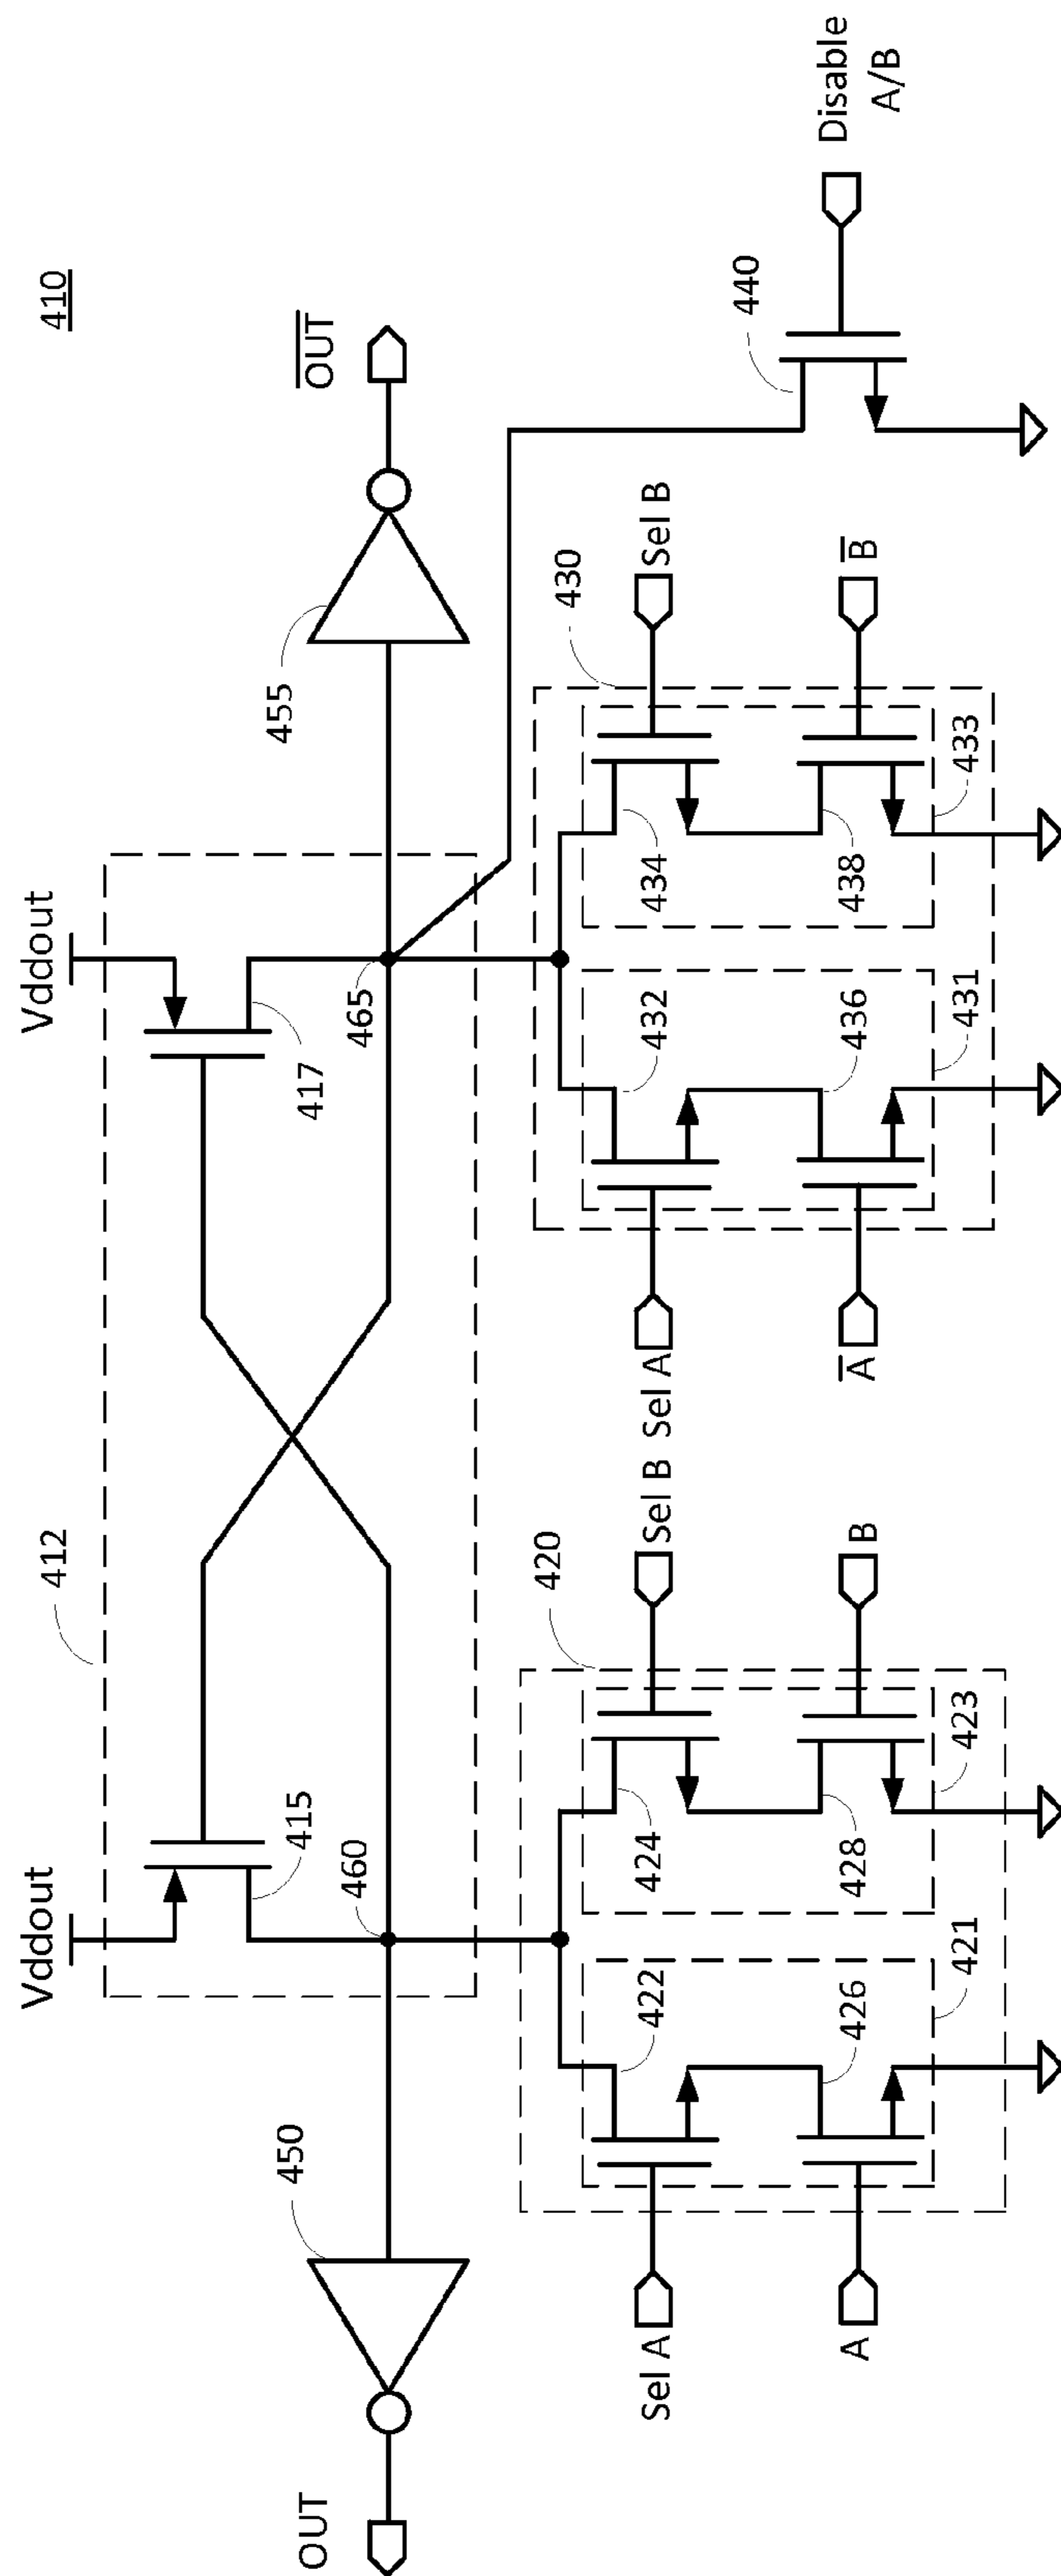 410
Vddout
Vddout
412
415
417
460
465
450
455
OUT
O̅U̅T̅
420
430
440
Sel A
422
424
Sel B
Sel A
432
434
Sel B
Disable
A/B
A
426
428
B
A̅
436
438
B̅
421
423
431
433